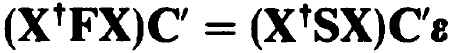 (X†FX)C′ = (X†SX)C′ε